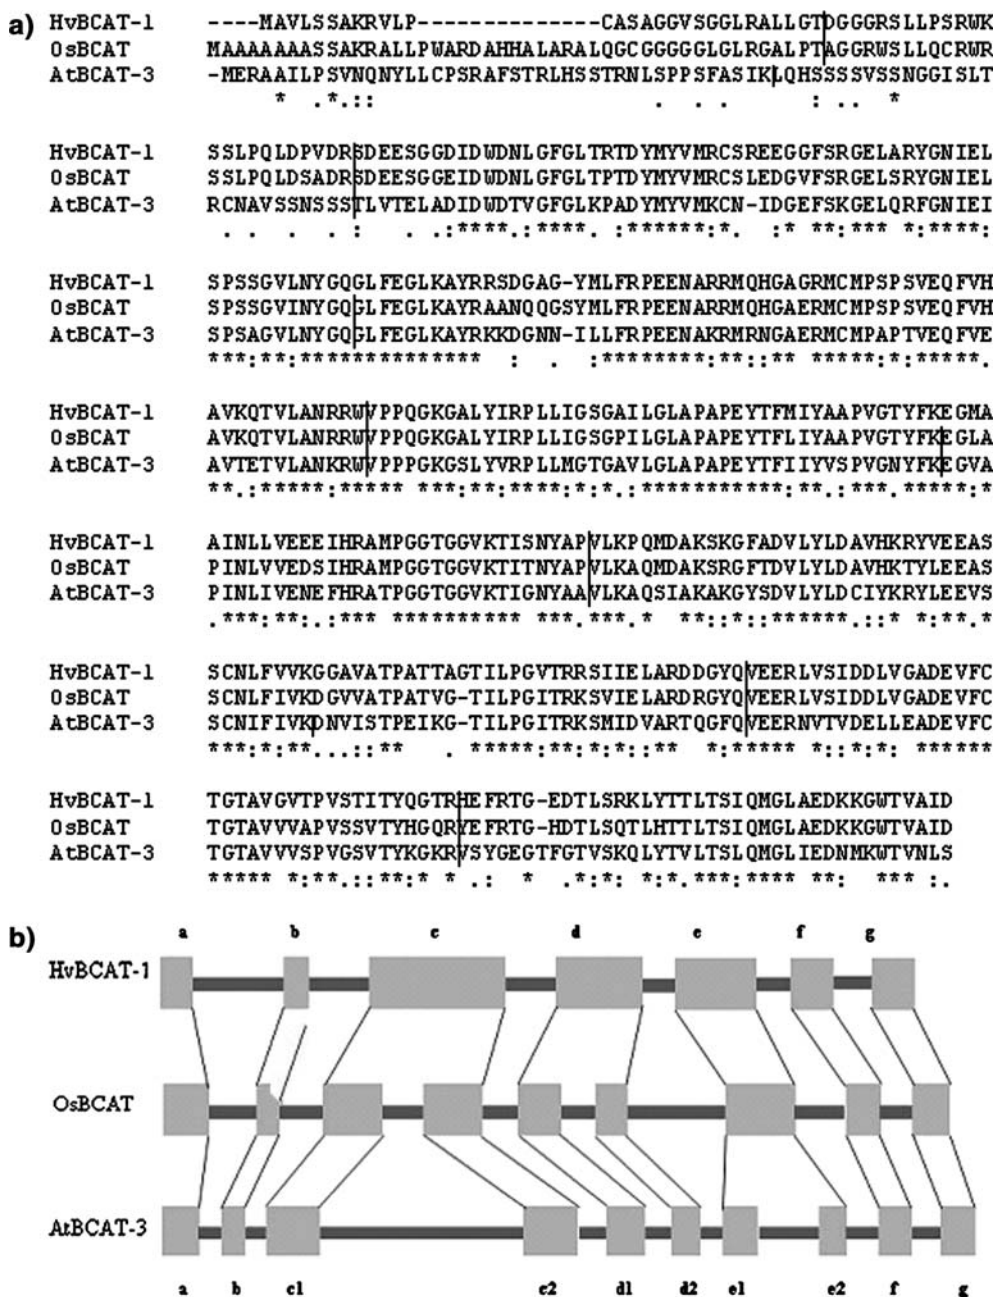 a)
HvBCAT-1 ----MAVLSSAKRVLP--------------CASAGGVSGGLRALLGTDGGGRSLLPSRWK
OsBCAT MAAAAAAASSAKRALLPWARDAHHALARALQGCGGGGGLGLRGALPTAGGRWSLLQCRWR
AtBCAT-3 -MERAAILPSVNQNYLLCPSRAFSTRLHSSTRNLSPPSFASIKLQHSSSSVSSNGGISLT
* .*.:: . . . : .. *
HvBCAT-1 SSLPQLDPVDRSDEESGGDIDWDNLGFGLTRTDYMYVMRCSREEGGFSRGELARYGNIEL
OsBCAT SSLPQLDSADRSDEESGGEIDWDNLGFGLTPTDYMYVMRCSLEDGVFSRGELSRYGNIEL
AtBCAT-3 RCNAVSSNSSSTLVTELADIDWDTVGFGLKPADYMYVMKCN-IDGEFSKGELQRFGNIEI
. . . . : . .:****.:****. :******:*. :* **:*** *:****:
HvBCAT-1 SPSSGVLNYGQGLFEGLKAYRRSDGAG-YMLFRPEENARRMQHGAGRMCMPSPSVEQFVH
OsBCAT SPSSGVINYGQGLFEGLKAYRAANQQGSYMLFRPEENARRMQHGAERMCMPSPSVEQFVH
AtBCAT-3 SPSAGVLNYGQGLFEGLKAYRKKDGNN-ILLFRPEENAKRMRNGAERMCMPAPTVEQFVE
***:**:************** : . :********:**::** *****:*:*****.
HvBCAT-1 AVKQTVLANRRWVPPQGKGALYIRPLLIGSGAILGLAPAPEYTFMIYAAPVGTYFKEGMA
OsBCAT AVKQTVLANRRWVPPQGKGALYIRPLLIGSGPILGLAPAPEYTFLIYAAPVGTYFKEGLA
AtBCAT-3 AVTETVLANKRWVPPPGKGSLYVRPLLMGTGAVLGLAPAPEYTFIIYVSPVGNYFKEGVA
**.:*****:***** ***:**:****:*:*.:***********:**.:***.*****:*
HvBCAT-1 AINLLVEEEIHRAMPGGTGGVKTISNYAPVLKPQMDAKSKGFADVLYLDAVHKRYVEEAS
OsBCAT PINLVVEDSIHRAMPGGTGGVKTITNYAPVLKAQMDAKSRGFTDVLYLDAVHKTYLEEAS
AtBCAT-3 PINLIVENEFHRATPGGTGGVKTIGNYAAVLKAQSIAKAKGYSDVLYLDCIYKRYLEEVS
.***:**:.:*** ********** ***.***.* **::*::******.::* *:**.*
HvBCAT-1 SCNLFVVKGGAVATPATTAGTILPGVTRRSIIELARDDGYQVEERLVSIDDLVGADEVFC
OsBCAT SCNLFIVKDGVVATPATVG-TILPGITRKSVIELARDRGYQVEERLVSIDDLVGADEVFC
AtBCAT-3 SCNIFIVKDNVISTPEIKG-TILPGITRKSMIDVARTQGFQVEERNVTVDELLEADEVFC
***:*:**...::** . *****:**:*:*::** *:***** *::*:*: ******
HvBCAT-1 TGTAVGVTPVSTITYQGTRHEFRTG-EDTLSRKLYTTLTSIQMGLAEDKKGWTVAID
OsBCAT TGTAVVVAPVSSVTYHGQRYEFRTG-HDTLSQTLHTTLTSIQMGLAEDKKGWTVAID
AtBCAT-3 TGTAVVVSPVGSVTYKGKRVSYGEGTFGTVSKQLYTVLTSLQMGLIEDNMKWTVNLS
***** *:**.::**:* * .: * .*:*: *:*.***:**** **: *** :.
b)
a b c d e f g
HvBCAT-1
OsBCAT
AtBCAT-3
a b c1 c2 d1 d2 e1 e2 f g